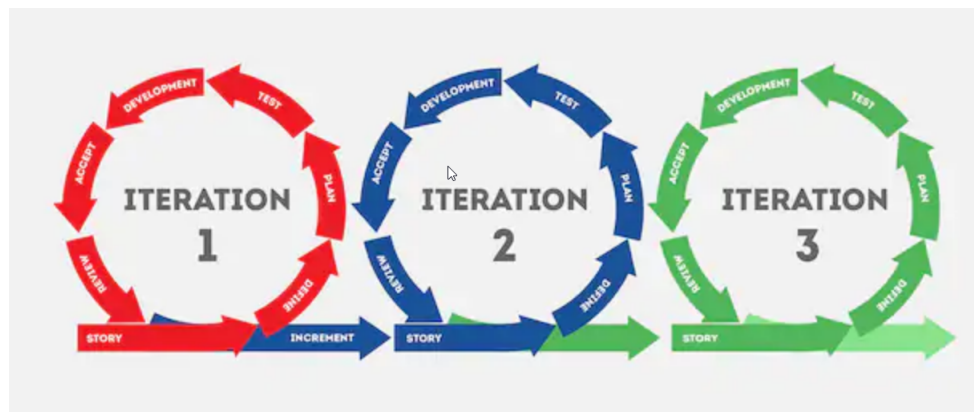 DEVELOPMENT
TEST
ACCEPT
PLAN
ITERATION
1
REVIEW
DEFINE
STORY
INCREMENT
DEVELOPMENT
TEST
ACCEPT
PLAN
ITERATION
2
REVIEW
DEFINE
STORY
DEVELOPMENT
TEST
ACCEPT
PLAN
ITERATION
3
REVIEW
DEFINE
STORY